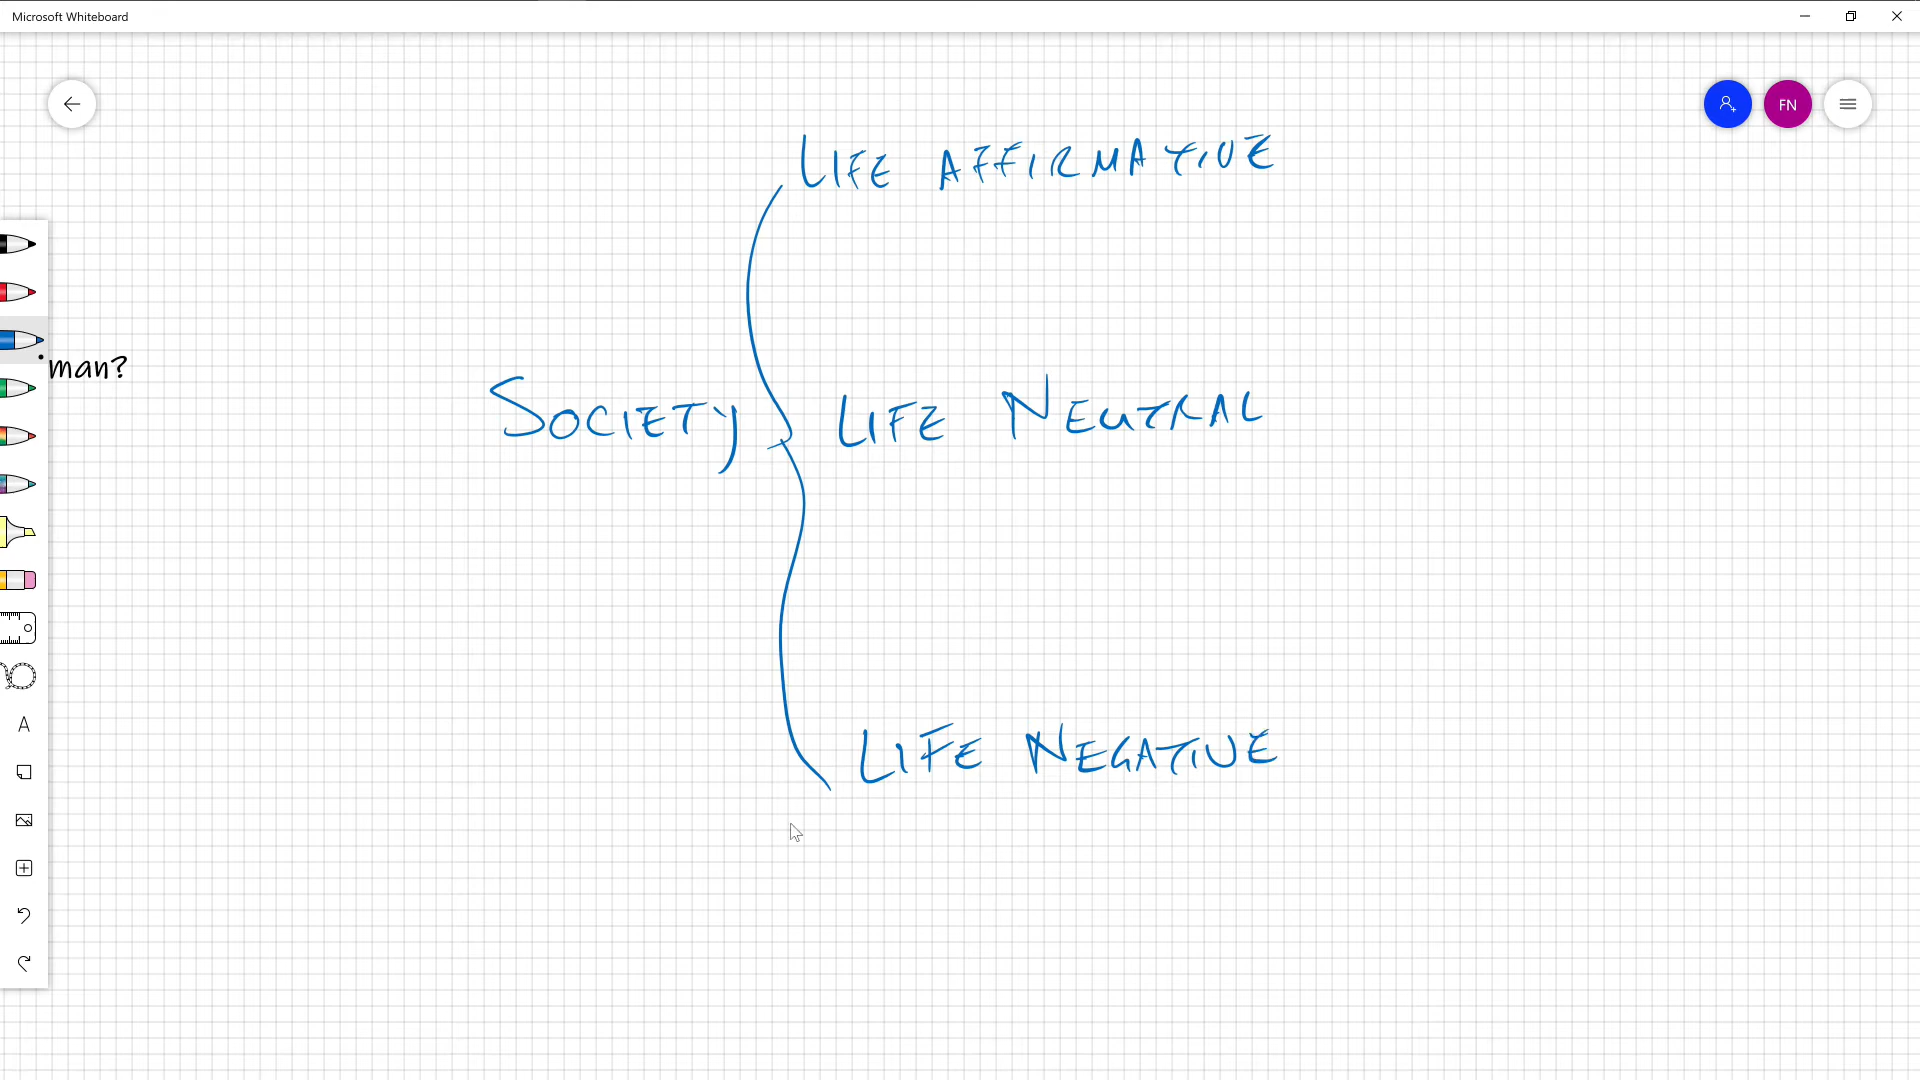 Microsoft Whiteboard
FN
LIFE AFFIRMATIVE
man?
SOCIETY
LIFE NEUTRAL
LIFE NEGATIVE
A